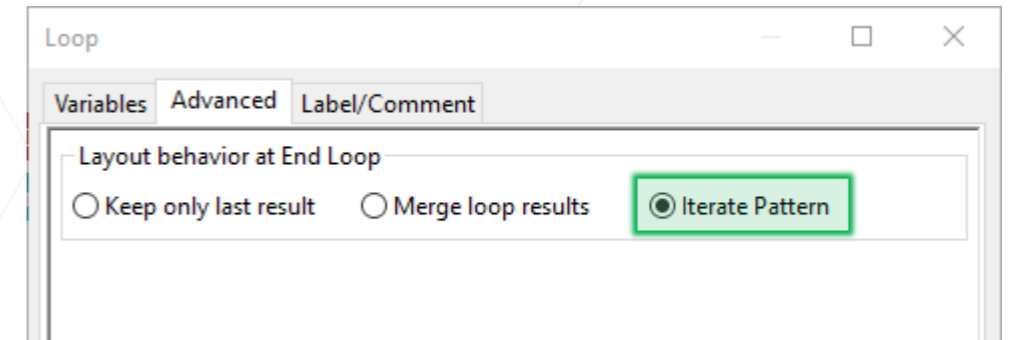 Loop
Variables Advanced Label/Comment
Layout behavior at End Loop
Keep only last result Merge loop results Iterate Pattern